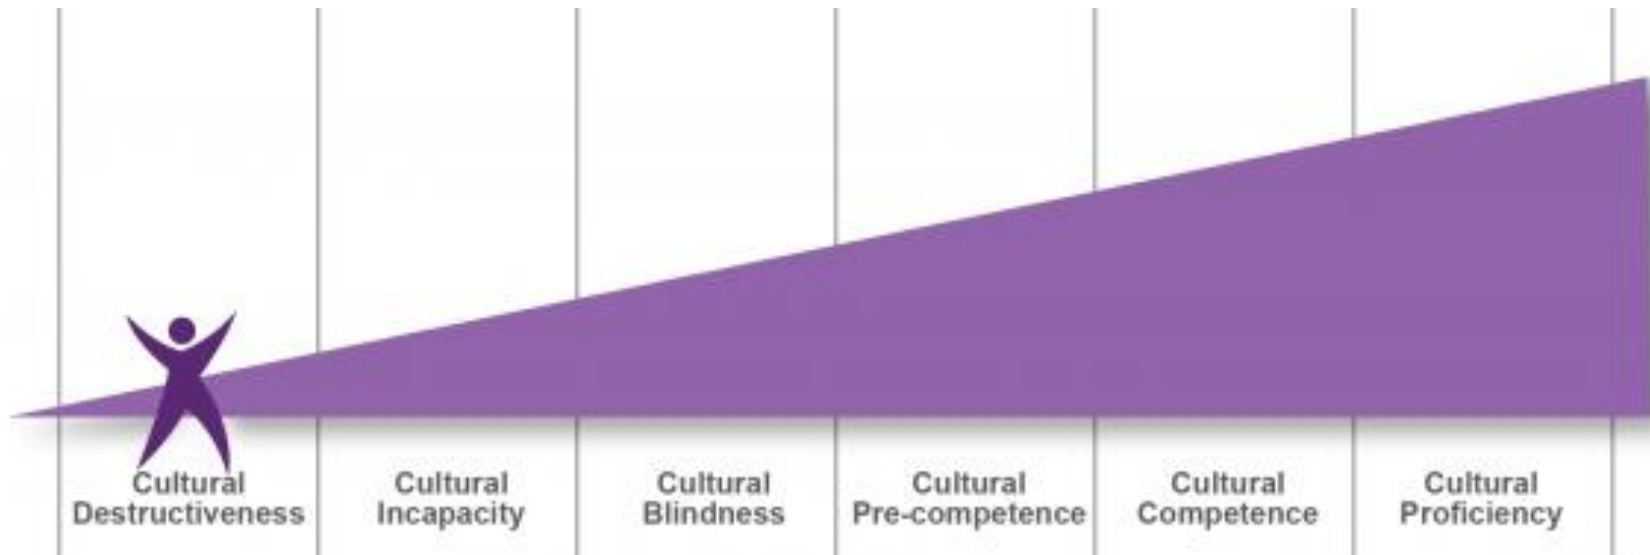 Cultural
Destructiveness
Cultural
Incapacity
Cultural
Blindness
Cultural
Pre-competence
Cultural
Competence
Cultural
Proficiency